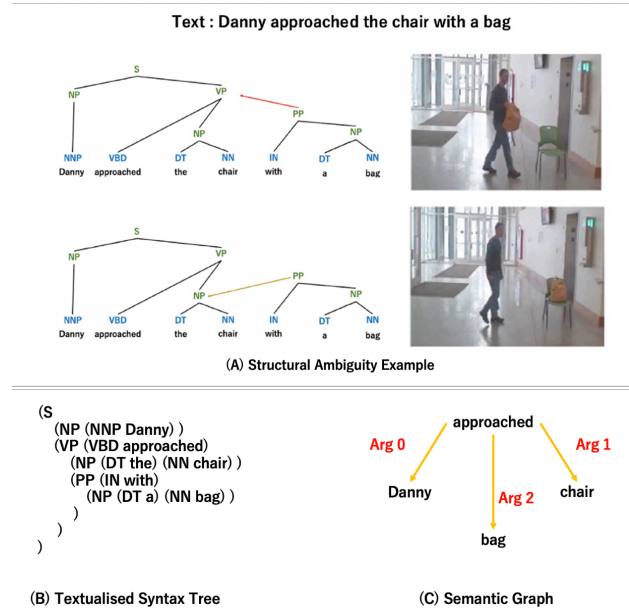 Text : Danny approached the chair with a bag
S
NP VP
PP
NP NP
NNP VBD DT NN IN DT NN
Danny approached the chair with a bag
S
NP VP
PP
NP NP
NNP VBD DT NN IN DT NN
Danny approached the chair with a bag
(A) Structural Ambiguity Example
(S
(NP (NNP Danny) )
(VP (VBD approached)
(NP (DT the) (NN chair) )
(PP (IN with)
(NP (DT a) (NN bag) )
)
)
)
(B) Textualised Syntax Tree
approached
Arg 0 Arg 1
Danny Arg 2 chair
bag
(C) Semantic Graph